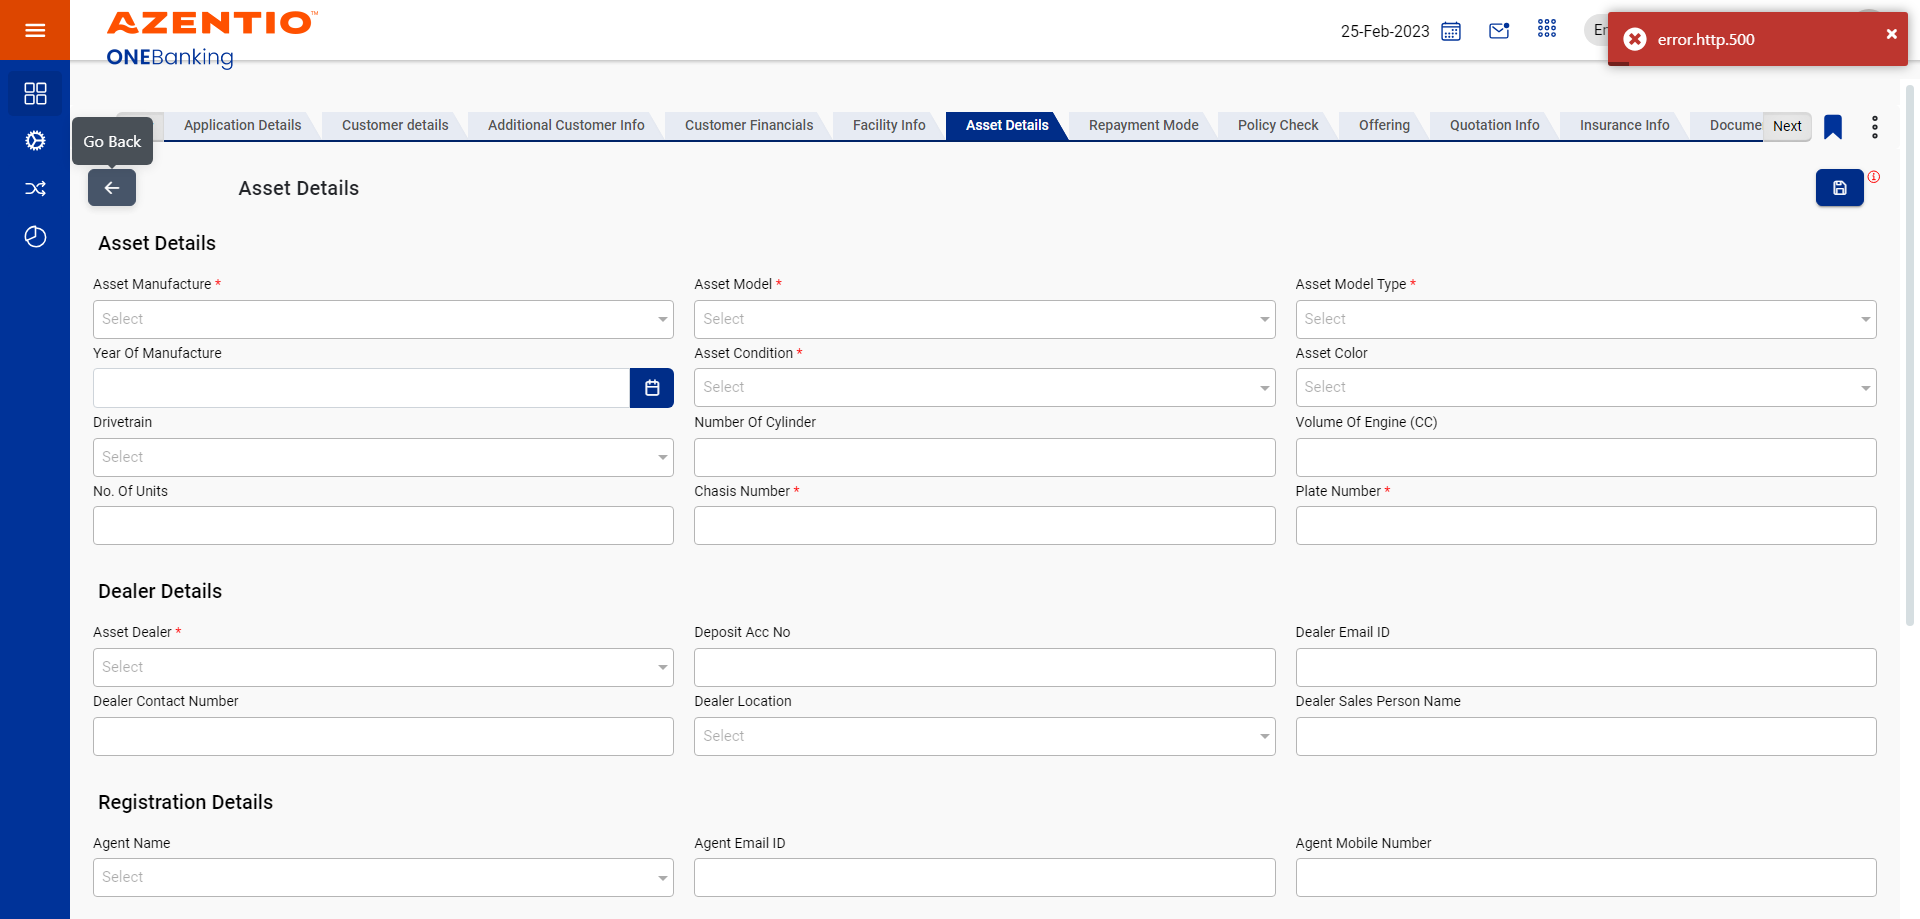 AZENTIO™
ONEBanking
25-Feb-2023
error.http.500
Application Details
Customer details
Additional Customer Info
Customer Financials
Facility Info
Asset Details
Repayment Mode
Policy Check
Offering
Quotation Info
Insurance Info
Docume
Next
Go Back
Asset Details
Asset Details
Asset Manufacture *
Asset Model *
Asset Model Type *
Select
Select
Select
Year Of Manufacture
Asset Condition *
Asset Color
Select
Select
Drivetrain
Number Of Cylinder
Volume Of Engine (CC)
Select
No. Of Units
Chasis Number *
Plate Number *
Dealer Details
Asset Dealer *
Deposit Acc No
Dealer Email ID
Select
Dealer Contact Number
Dealer Location
Dealer Sales Person Name
Select
Registration Details
Agent Name
Agent Email ID
Agent Mobile Number
Select